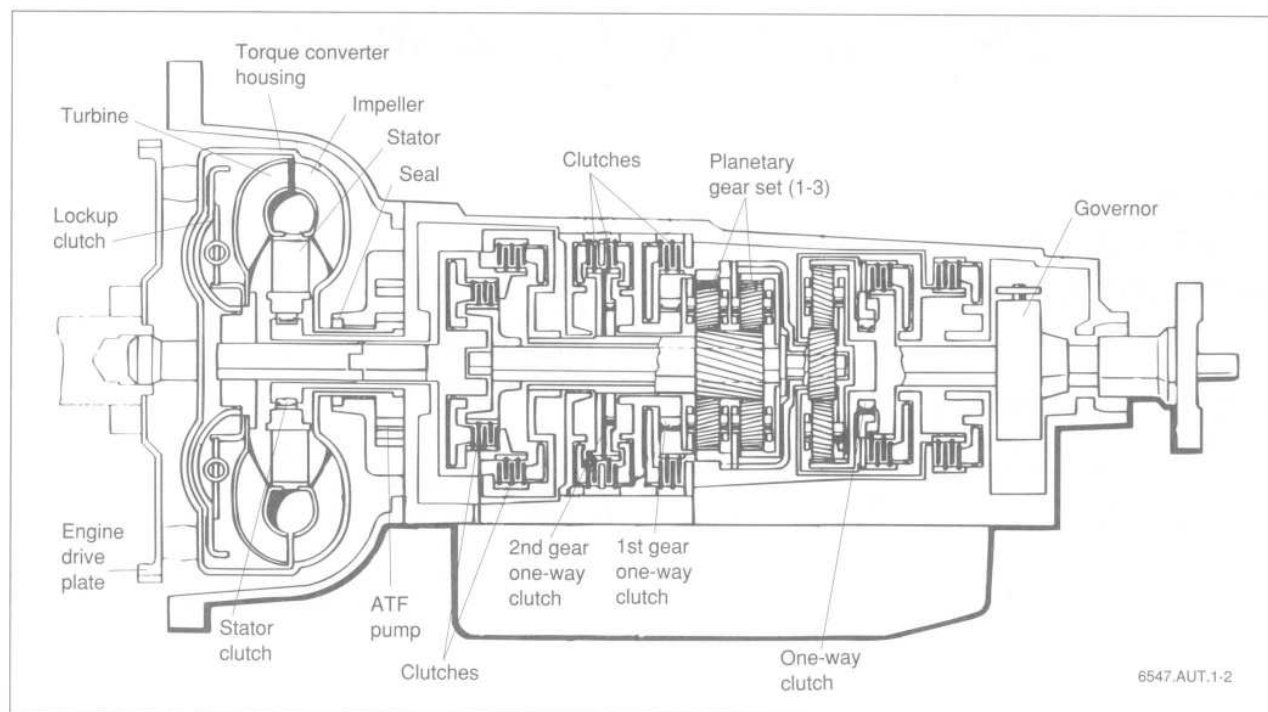 Torque converter
housing
Turbine
Impeller
Stator
Seal
Lockup
clutch
Clutches
Planetary
gear set (1-3)
Governor
Engine
drive
plate
Stator
clutch
ATF
pump
Clutches
2nd gear
one-way
clutch
1st gear
one-way
clutch
One-way
clutch
6547.AUT.1-2